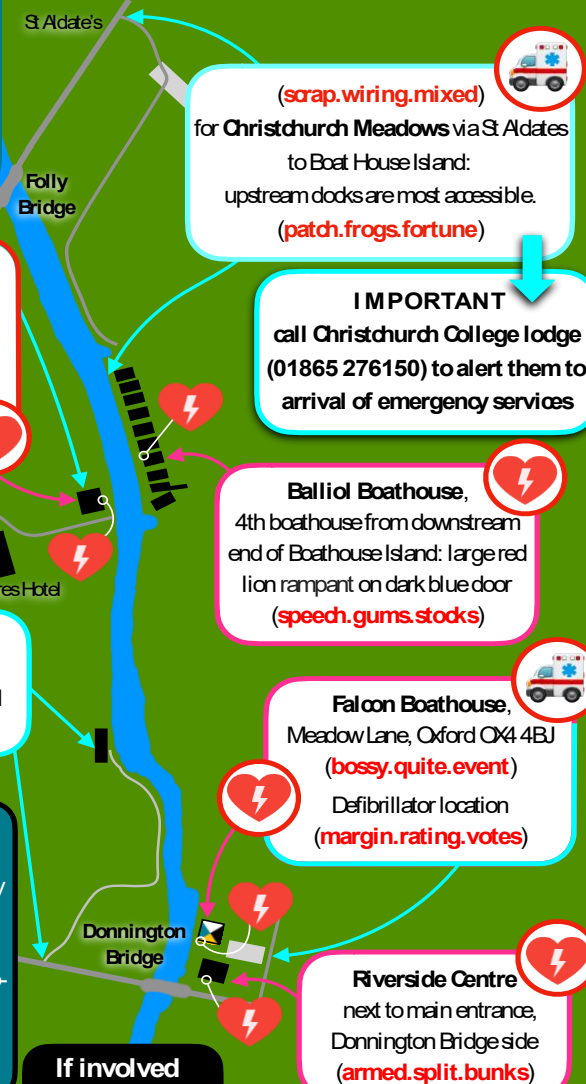 St Aldate's
(scrap.wiring.mixed)
for Christchurch Meadows via St Aldates
to Boat House Island:
upstream docks are most accessible.
(patch.frogs.fortune)
Folly
Bridge
IMPORTANT
call Christchurch College lodge
(01865 276150) to alert them to
arrival of emergency services
Balliol Boathouse,
4th boathouse from downstream
end of Boathouse Island: large red
lion rampant on dark blue door
(speech.gums.stocks)
res Hotel
Falcon Boathouse,
Meadow Lane, Oxford OX4 4BJ
(bossy.quite.event)
Defibrillator location
(margin.rating.votes)
Donnington
Bridge
Riverside Centre
next to main entrance,
Donnington Bridge side
(armed.split.bunks)
If involved